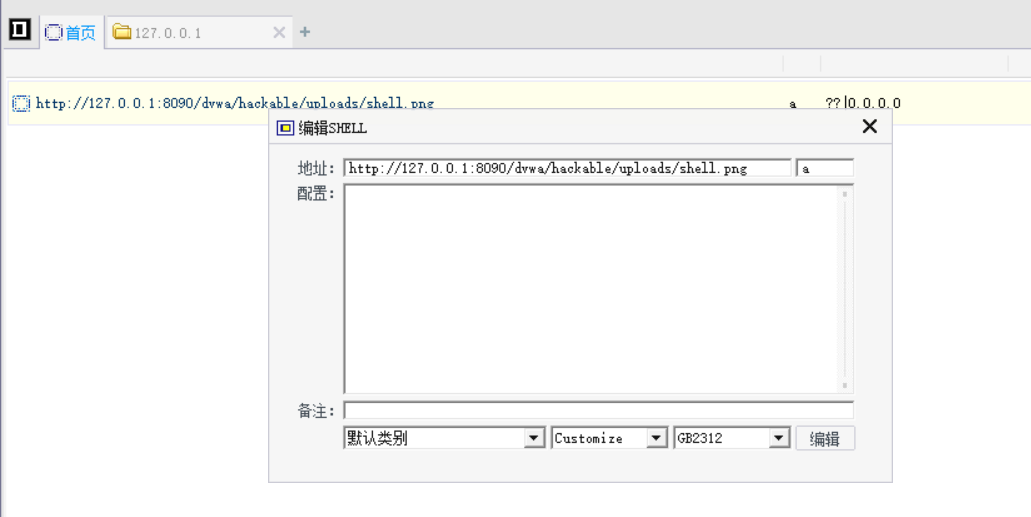 首页 127.0.0.1
http://127.0.0.1:8090/dvwa/hackable/uploads/shell.png a ??|0.0.0.0
编辑SHELL
地址: http://127.0.0.1:8090/dvwa/hackable/uploads/shell.png a
配置:
备注:
默认类别 Customize GB2312 编辑